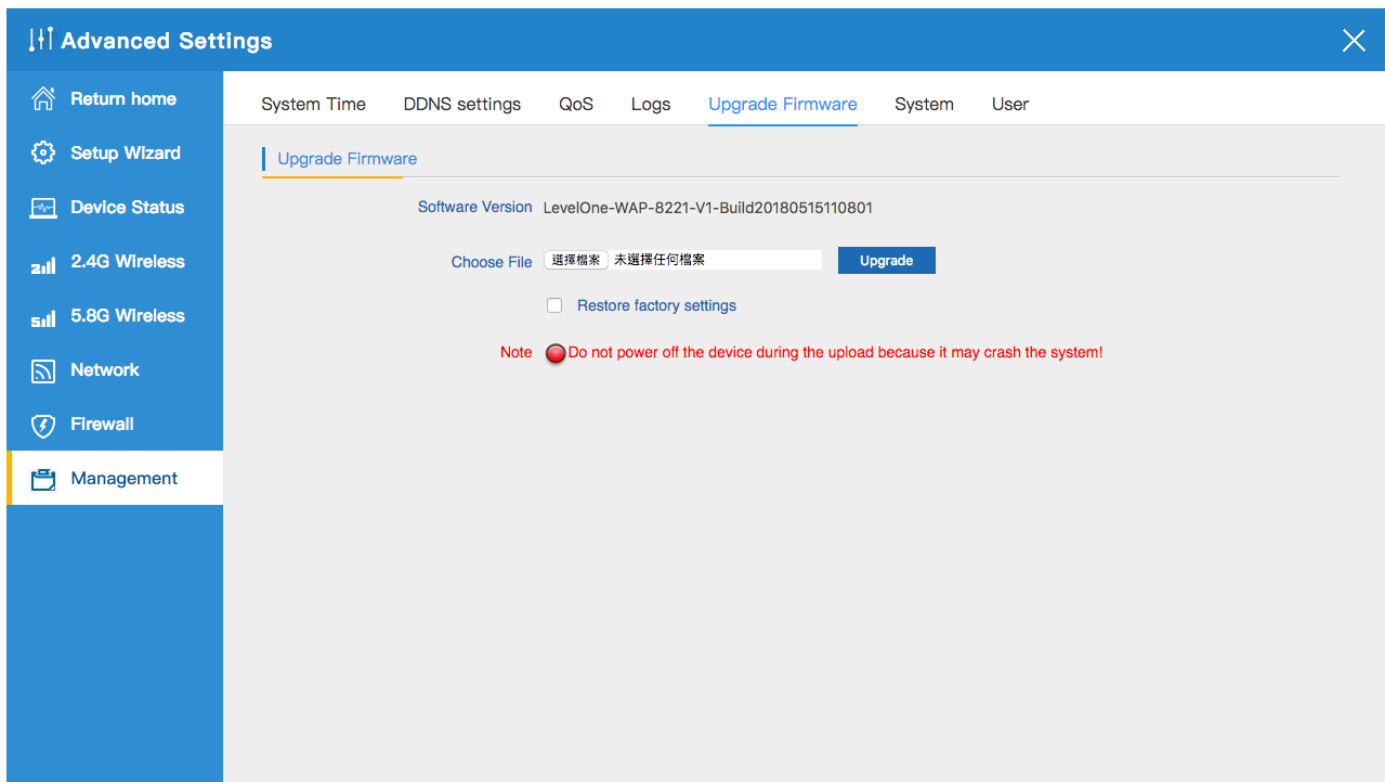 Advanced Settings
Return home
Setup Wizard
Device Status
2.4G Wireless
5.8G Wireless
Network
Firewall
Management
System Time DDNS settings QoS Logs Upgrade Firmware System User
Upgrade Firmware
Software Version LevelOne-WAP-8221-V1-Build20180515110801
Choose File 選擇檔案 未選擇任何檔案 Upgrade
Restore factory settings
Note Do not power off the device during the upload because it may crash the system!